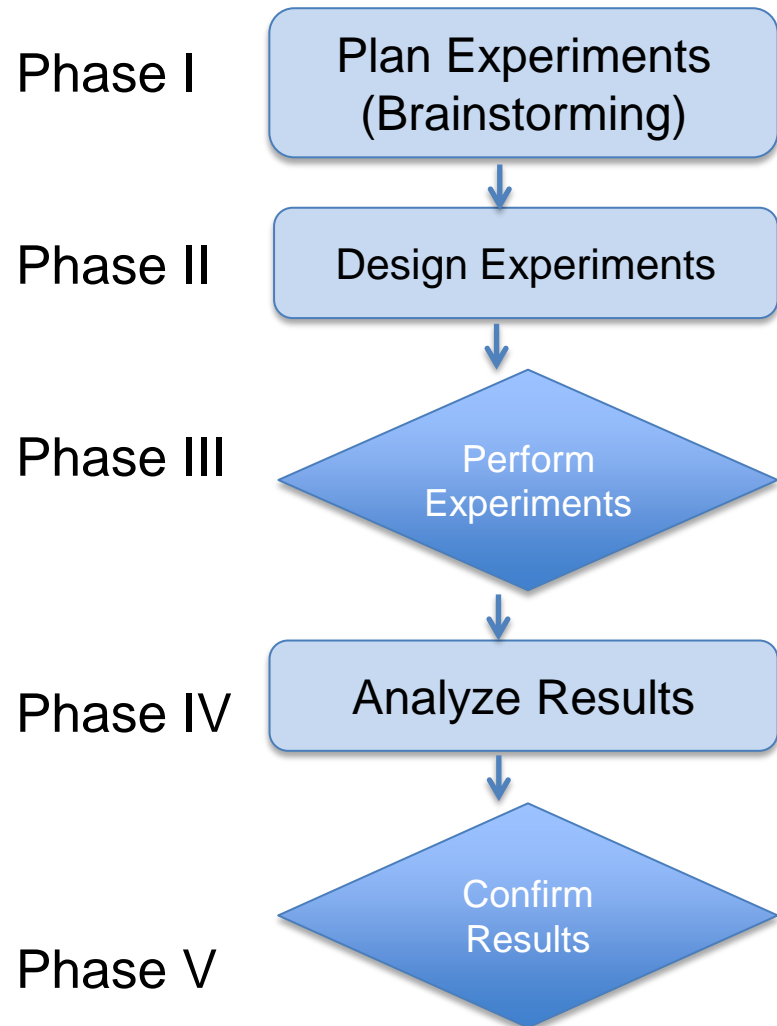 Phase I
Plan Experiments
(Brainstorming)
Phase II
Design Experiments
Phase III
Perform
Experiments
Phase IV
Analyze Results
Phase V
Confirm
Results